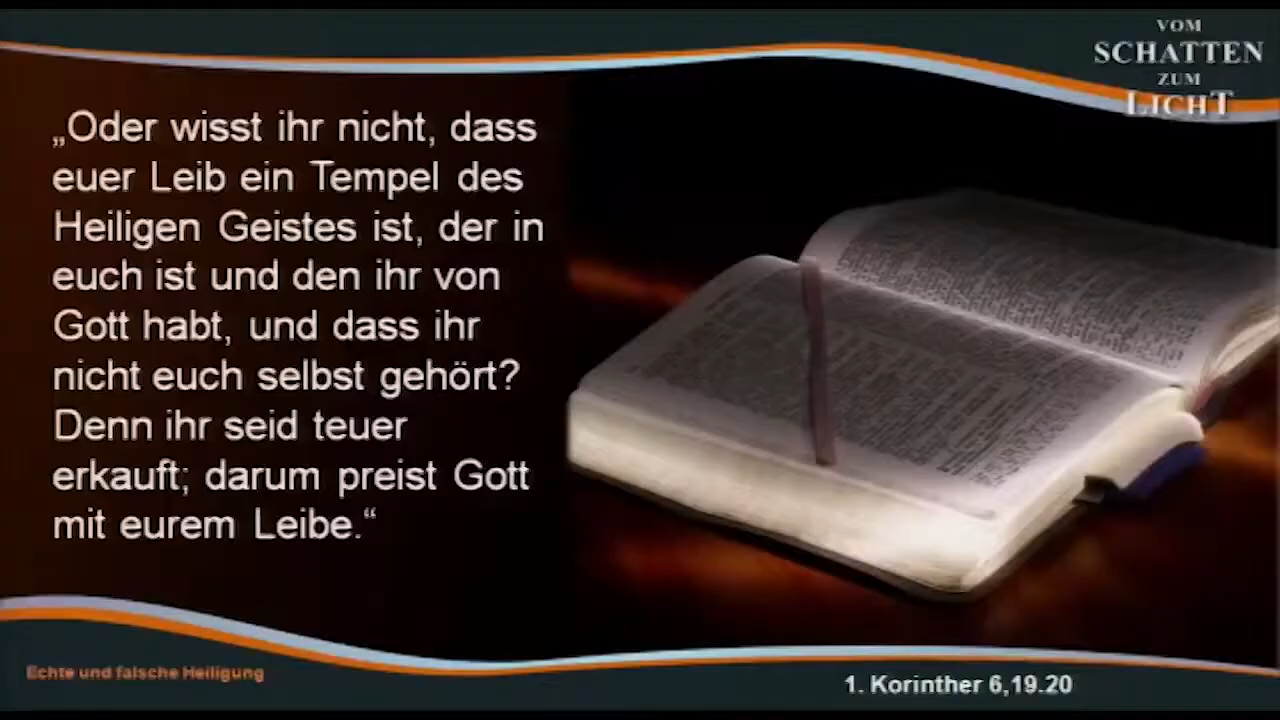 VOM
SCHATTEN
ZUM
LICHT
„Oder wisst ihr nicht, dass
euer Leib ein Tempel des
Heiligen Geistes ist, der in
euch ist und den ihr von
Gott habt, und dass ihr
nicht euch selbst gehört?
Denn ihr seid teuer
erkauft; darum preist Gott
mit eurem Leibe.“
Echte und falsche Heiligung
1. Korinther 6,19.20